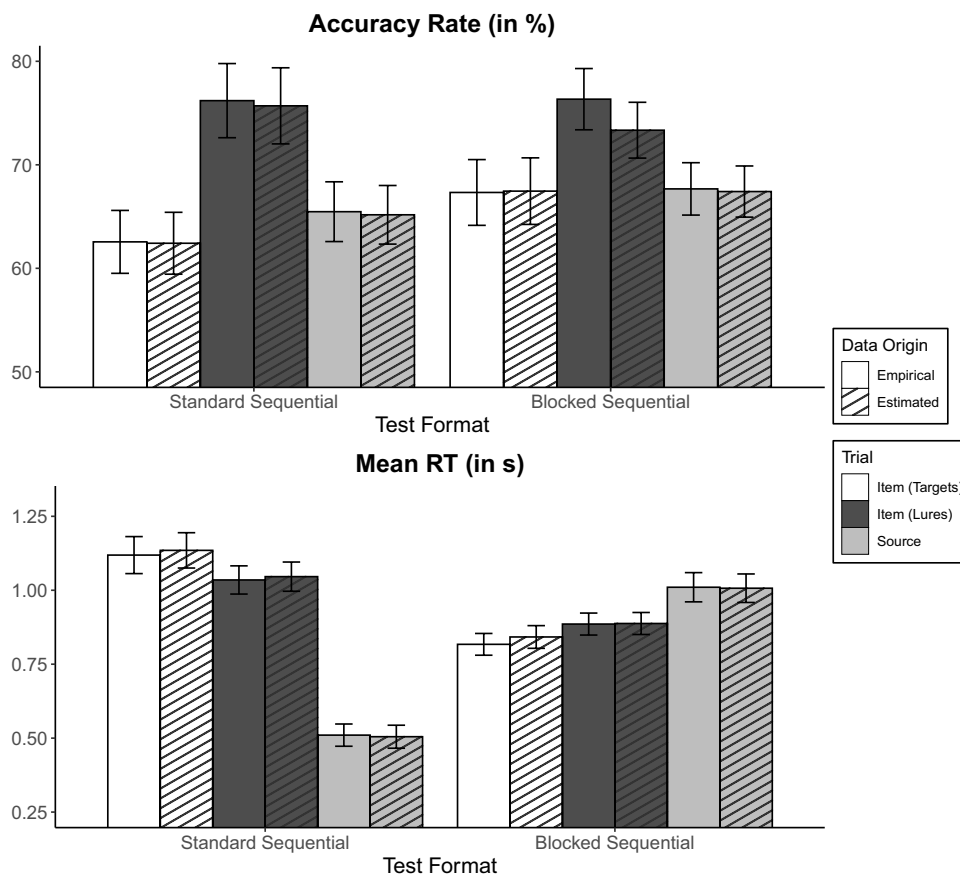 Accuracy Rate (in %)
80
70
60
50
Standard Sequential
Blocked Sequential
Test Format
Data Origin
Empirical
Estimated
Trial
Item (Targets)
Item (Lures)
Source
Mean RT (in s)
1.25
1.00
0.75
0.50
0.25
Standard Sequential
Blocked Sequential
Test Format